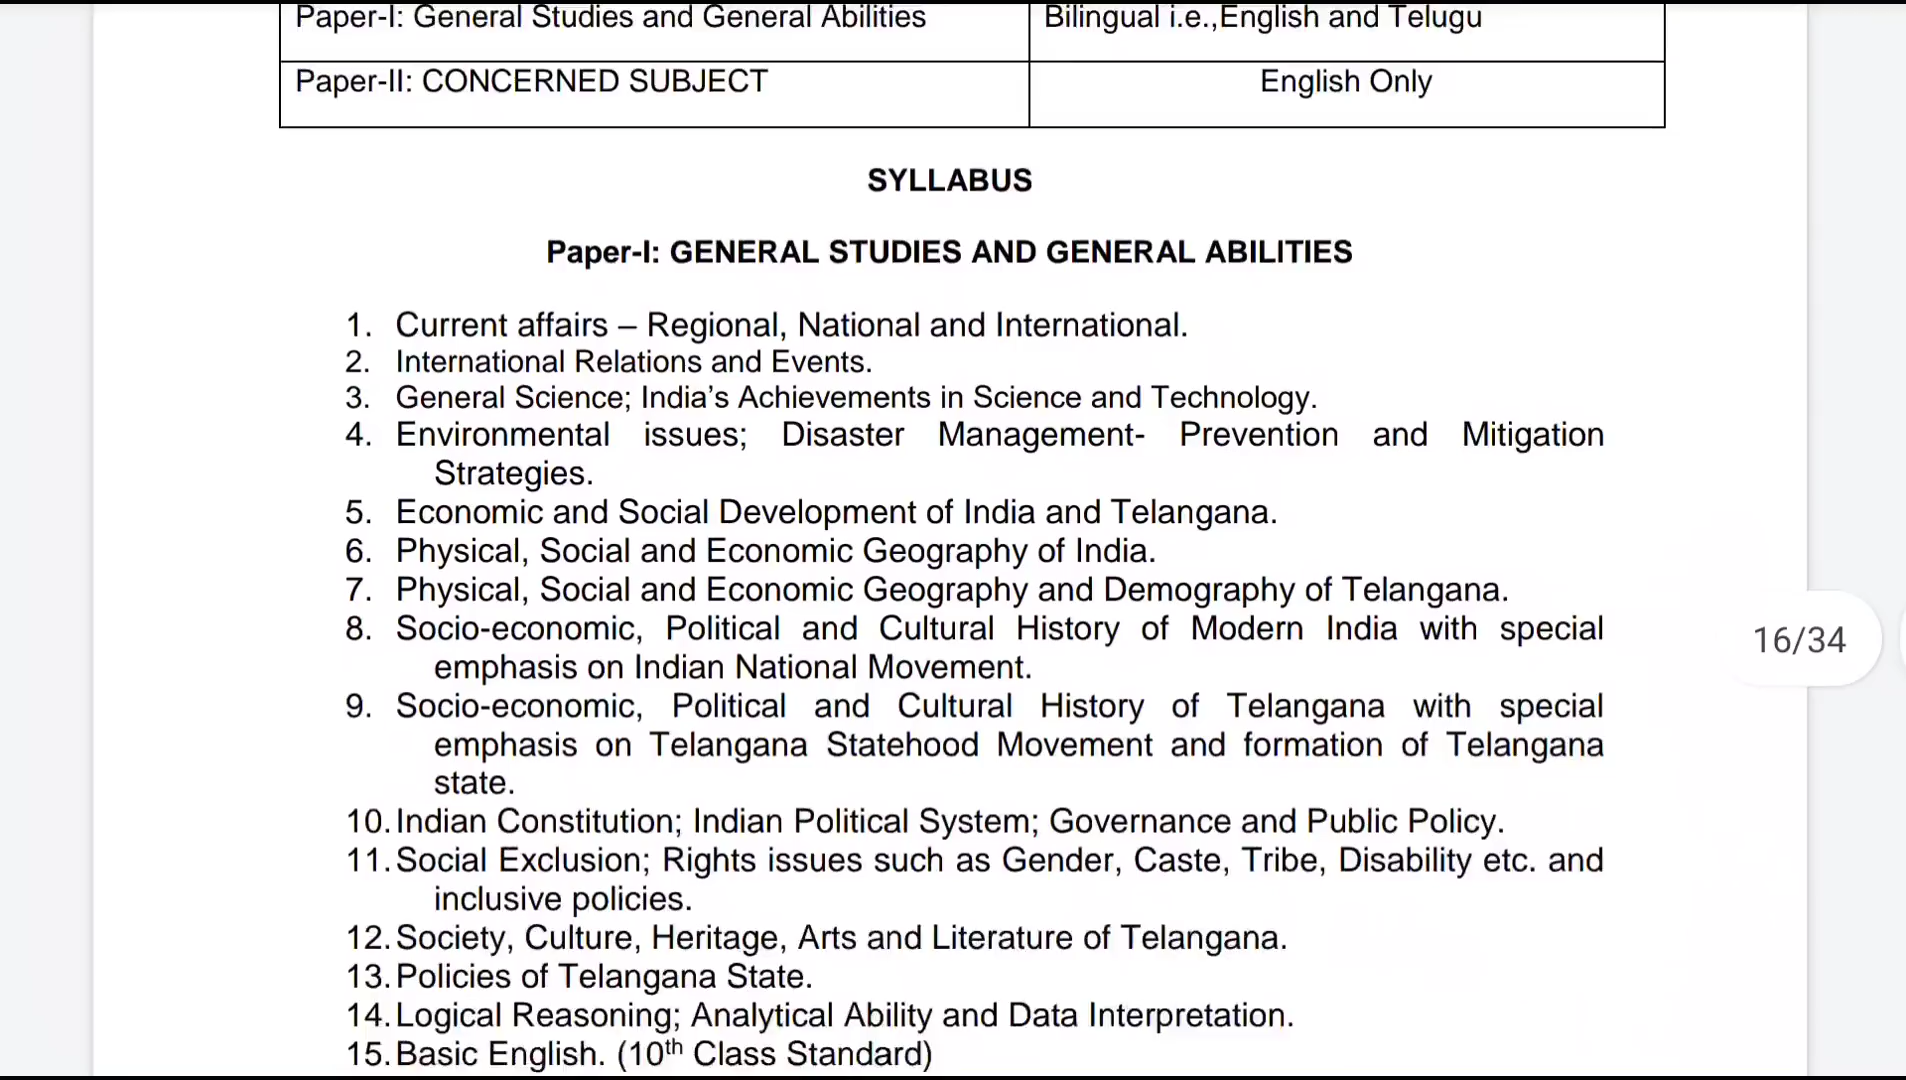 Paper-I: General Studies and General Abilities
Bilingual i.e.,English and Telugu
Paper-II: CONCERNED SUBJECT
English Only
SYLLABUS
Paper-I: GENERAL STUDIES AND GENERAL ABILITIES
1. Current affairs – Regional, National and International.
2. International Relations and Events.
3. General Science; India’s Achievements in Science and Technology.
4. Environmental issues; Disaster Management- Prevention and Mitigation
Strategies.
5. Economic and Social Development of India and Telangana.
6. Physical, Social and Economic Geography of India.
7. Physical, Social and Economic Geography and Demography of Telangana.
8. Socio-economic, Political and Cultural History of Modern India with special
emphasis on Indian National Movement.
9. Socio-economic, Political and Cultural History of Telangana with special
emphasis on Telangana Statehood Movement and formation of Telangana
state.
10. Indian Constitution; Indian Political System; Governance and Public Policy.
11. Social Exclusion; Rights issues such as Gender, Caste, Tribe, Disability etc. and
inclusive policies.
12. Society, Culture, Heritage, Arts and Literature of Telangana.
13. Policies of Telangana State.
14. Logical Reasoning; Analytical Ability and Data Interpretation.
15. Basic English. (10th Class Standard)
16/34